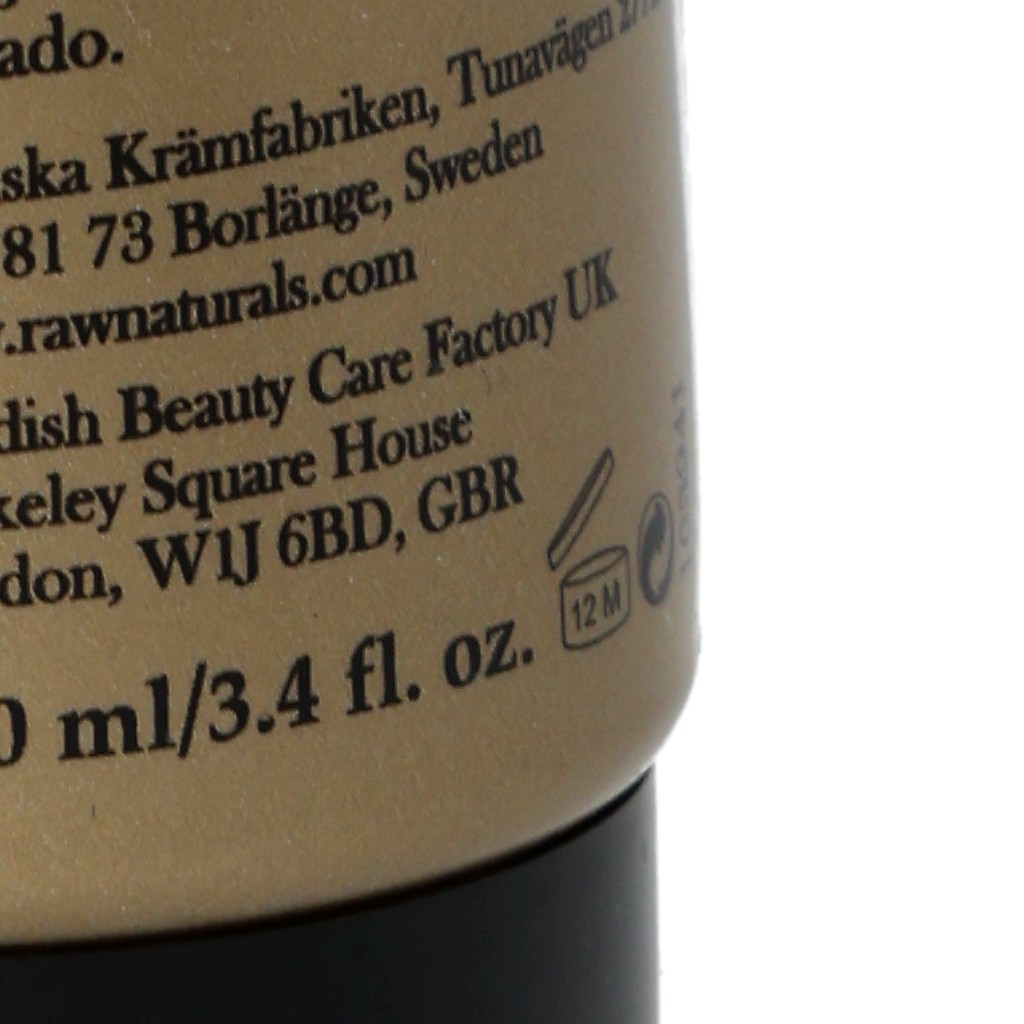 ado.
ska Krämfabriken, Tunavägen
81 73 Borlänge, Sweden
.rawnaturals.com
dish Beauty Care Factory UK
keley Square House
don, W1J 6BD, GBR
12 M
0 ml/3.4 fl. oz.